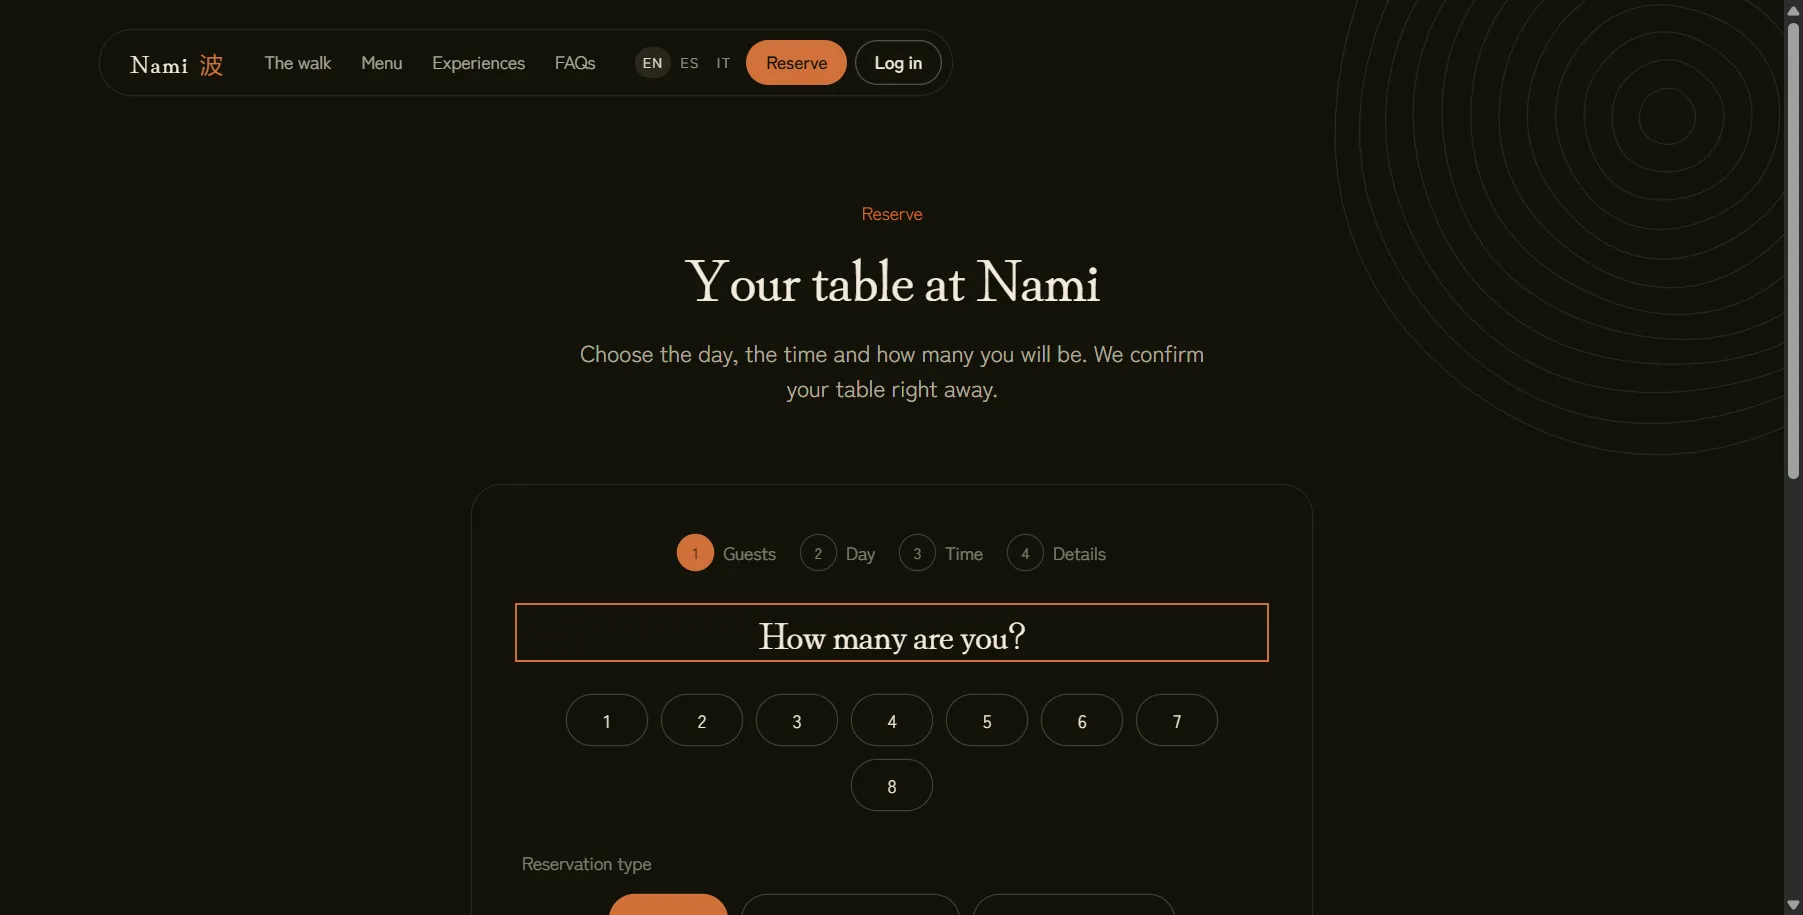 Nami 波 The walk Menu Experiences FAQs EN ES IT Reserve Log in
Reserve
Your table at Nami
Choose the day, the time and how many you will be. We confirm
your table right away.
1 Guests 2 Day 3 Time 4 Details
How many are you?
1 2 3 4 5 6 7
8
Reservation type